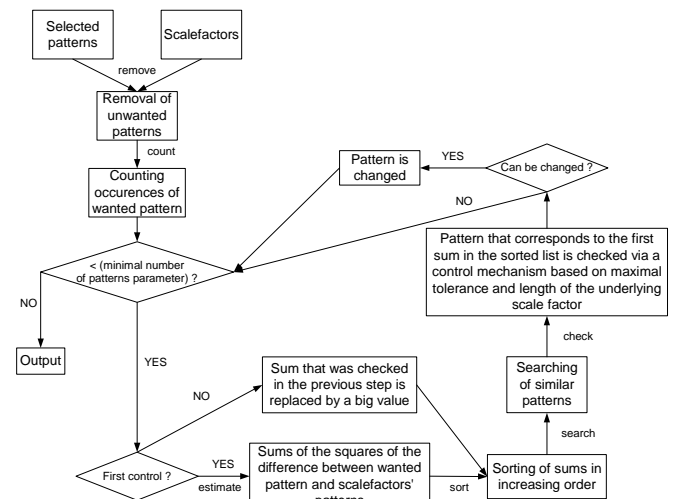 Selected
patterns
Scalefactors
remove
Removal of
unwanted
patterns
count
Counting
occurences of
wanted pattern
Pattern is
changed
YES
Can be changed ?
NO
< (minimal number
of patterns parameter) ?
Pattern that corresponds to the first
sum in the sorted list is checked via a
control mechanism based on maximal
tolerance and length of the underlying
scale factor
NO
Output
YES
check
Searching
of similar
patterns
NO
Sum that was checked
in the previous step is
replaced by a big value
search
First control ?
YES
estimate
Sums of the squares of the
difference between wanted
pattern and scalefactors'
patterns
sort
Sorting of sums in
increasing order